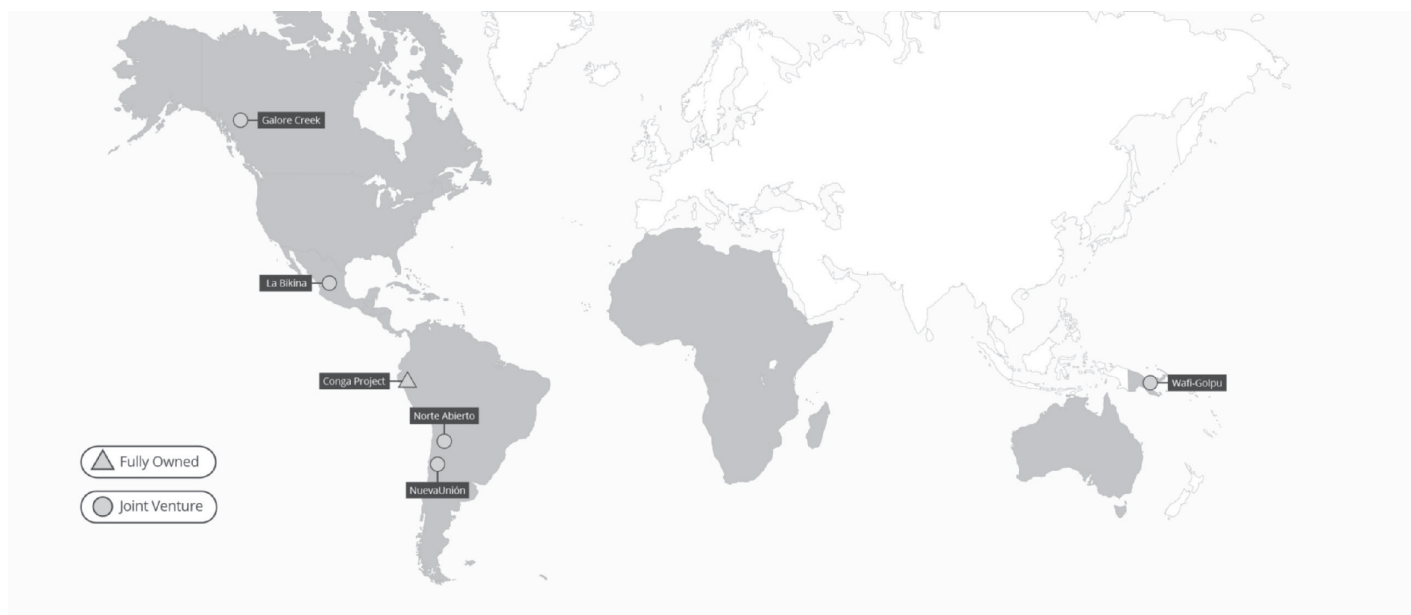 Galore Creek
La Bikina
Conga Project
Wafi-Golpu
Norte Abierto
Fully Owned
NuevaUnión
Joint Venture